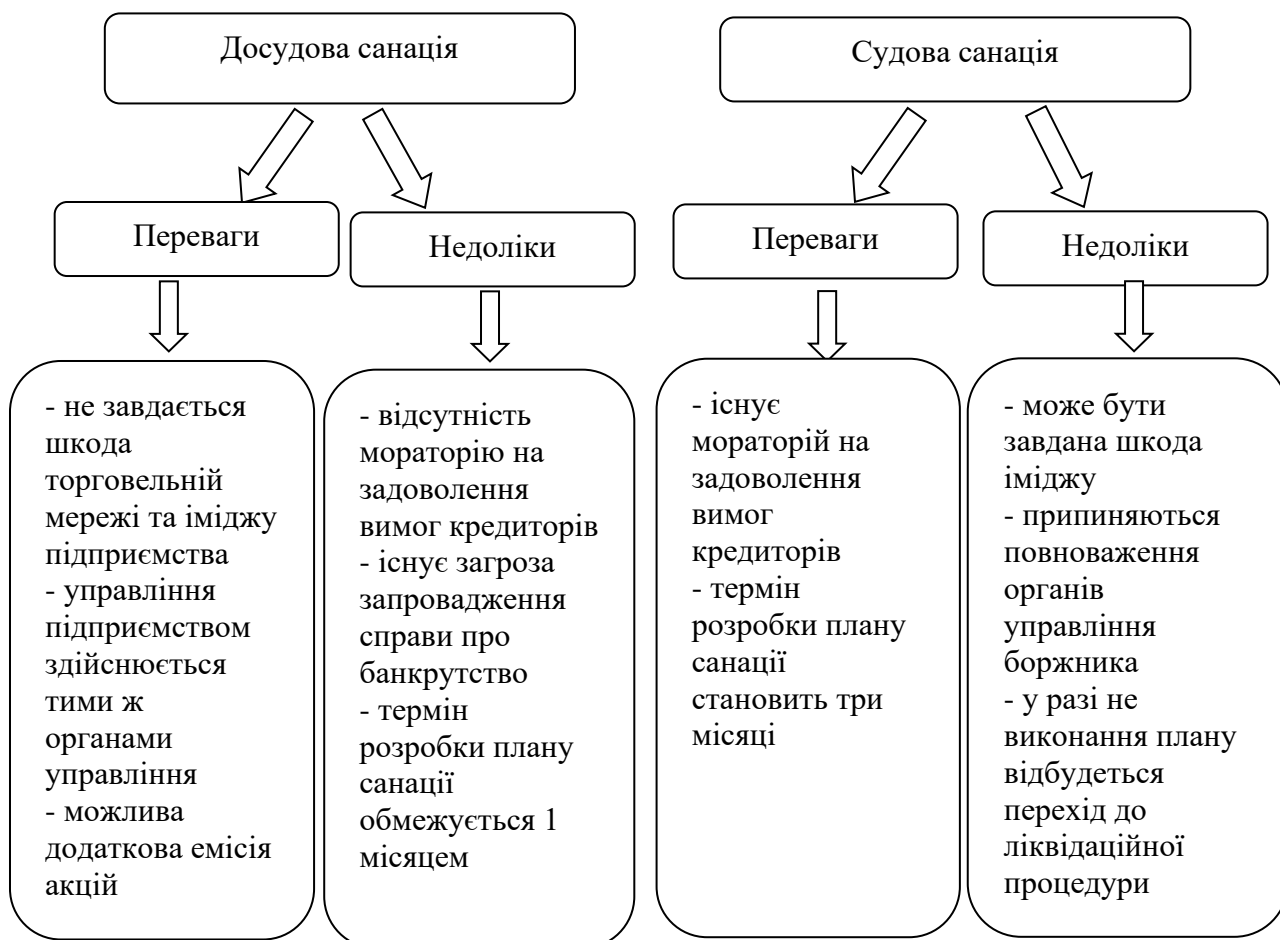 Досудова санація
Судова санація
Переваги
Недоліки
Переваги
Недоліки
- не завдається
шкода
торговельній
мережі та іміджу
підприємства
- управління
підприємством
здійснюється
тими ж
органами
управління
- можлива
додаткова емісія
акцій
- відсутність
мораторію на
задоволення
вимог кредиторів
- існує загроза
запровадження
справи про
банкрутство
- термін
розробки плану
санації
обмежується 1
місяцем
- існує
мораторій на
задоволення
вимог
кредиторів
- термін
розробки плану
санації
становить три
місяці
- може бути
завдана шкода
іміджу
- припиняються
повноваження
органів
управління
боржника
- у разі не
виконання плану
відбудеться
перехід до
ліквідаційної
процедури